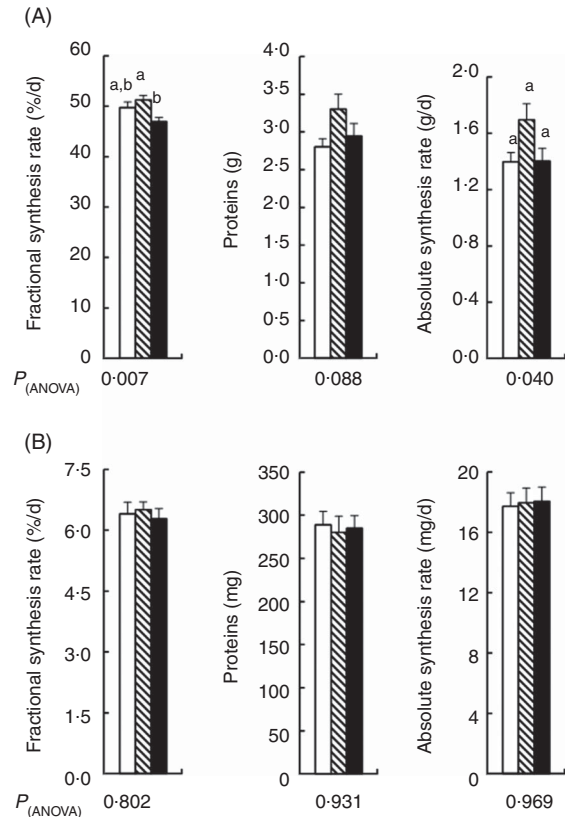 (A)
Fractional synthesis rate (%/d)
60
50
40
30
20
10
0
a,b
a
b
Proteins (g)
4·0
3·5
3·0
2·5
2·0
1·5
1·0
0·5
0·0
Absolute synthesis rate (g/d)
2·0
1·6
1·2
0·8
0·4
0·0
a
a
a
P(ANOVA) 0·007 0·088 0·040
(B)
Fractional synthesis rate (%/d)
7·5
6·0
4·5
3·0
1·5
0·0
Proteins (mg)
350
300
250
200
150
100
50
0
Absolute synthesis rate (mg/d)
20
16
12
8
4
0
P(ANOVA) 0·802 0·931 0·969